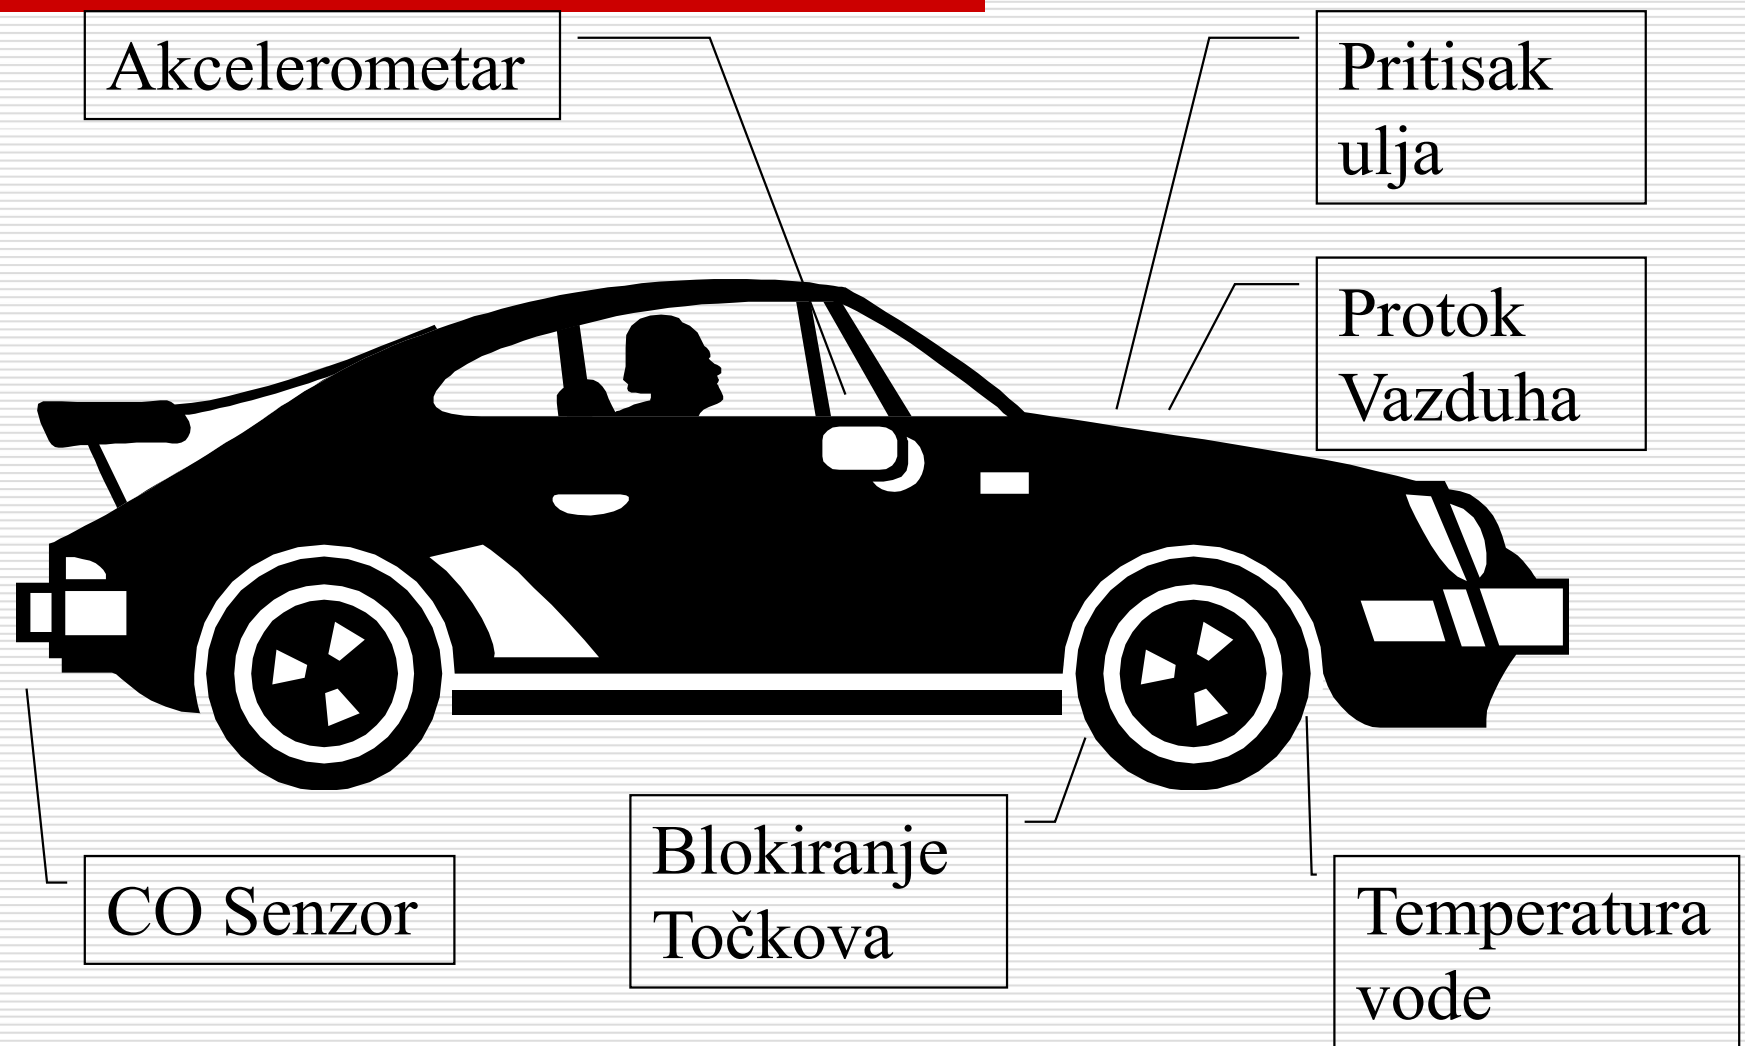 Akcelerometar
Pritisak
ulja
Protok
Vazduha
CO Senzor
Blokiranje
Točkova
Temperatura
vode